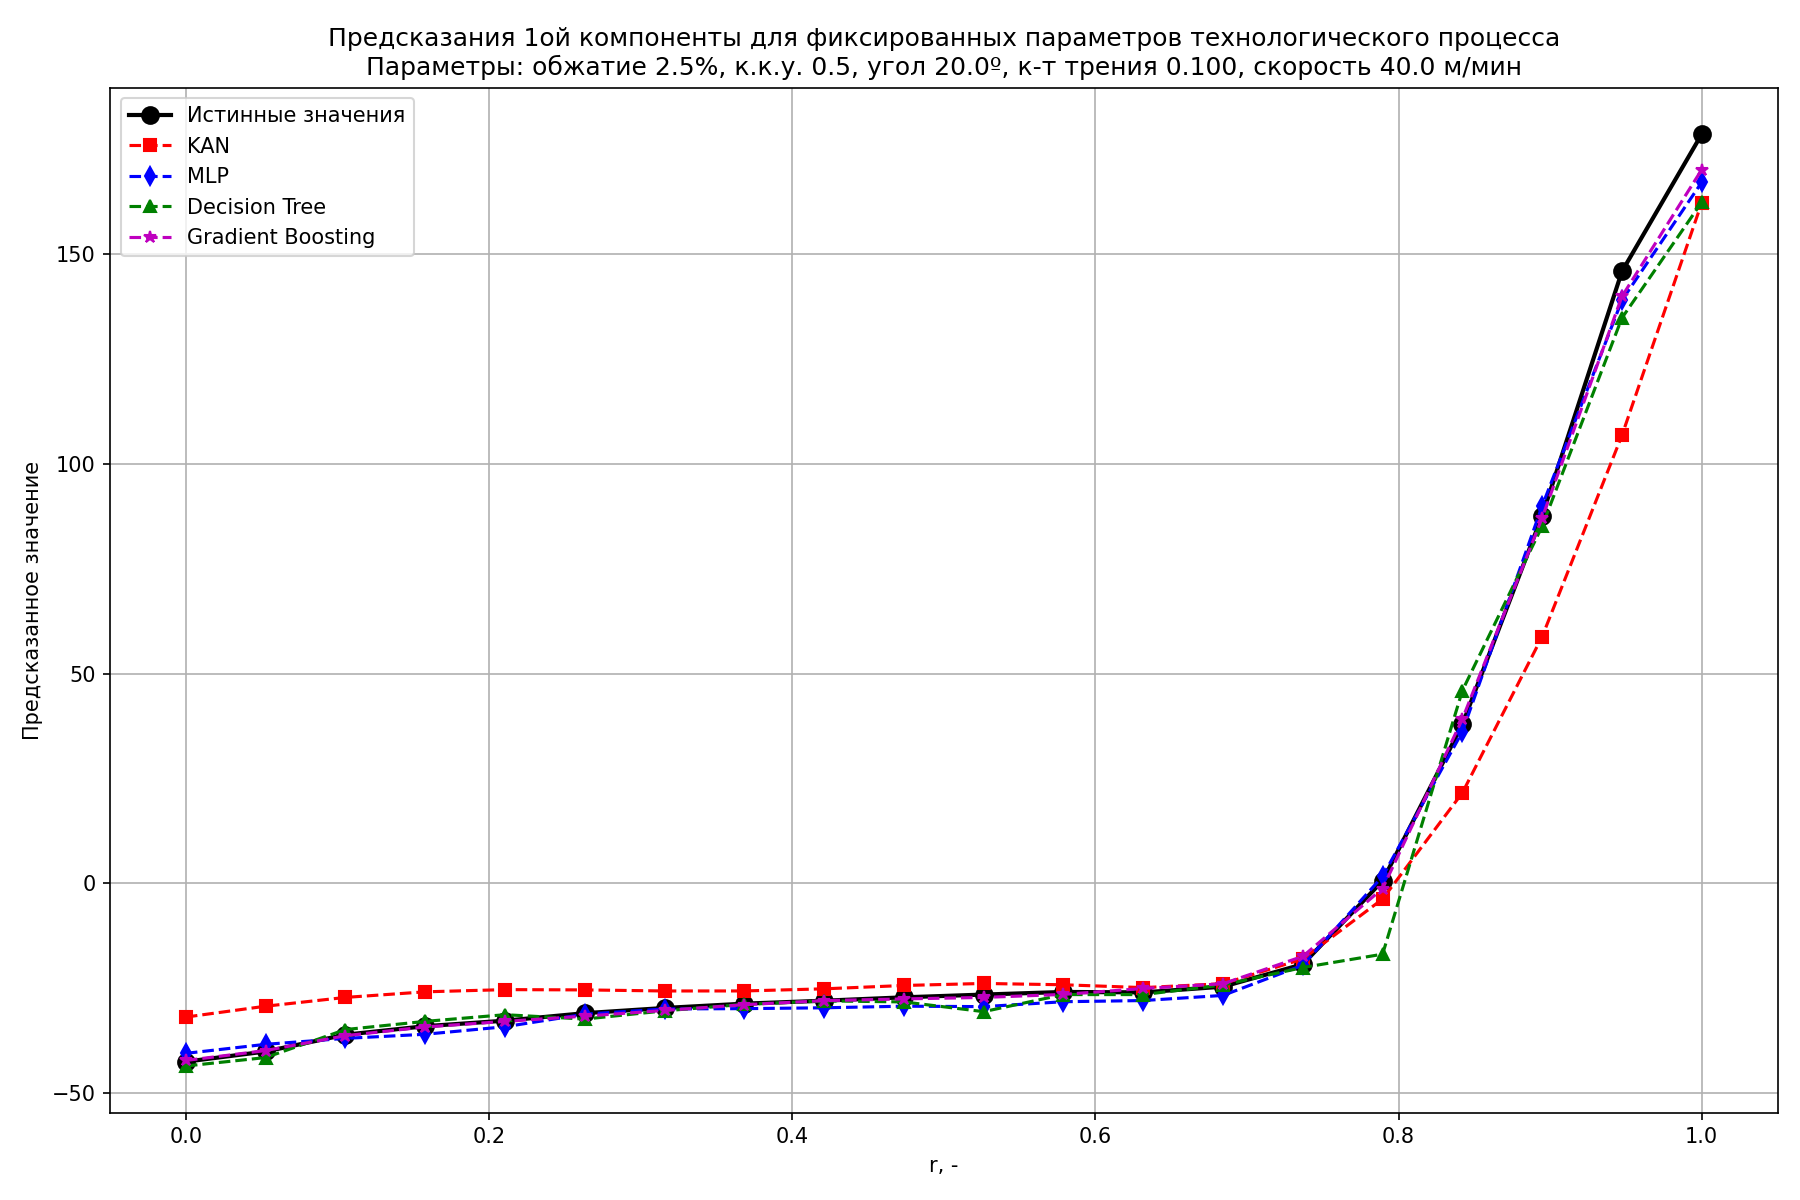 Предсказания 1ой компоненты для фиксированных параметров технологического процесса
Параметры: обжатие 2.5%, к.к.у. 0.5, угол 20.0º, к-т трения 0.100, скорость 40.0 м/мин
Истинные значения
KAN
MLP
Decision Tree
Gradient Boosting
Предсказанное значение
150
100
50
0
−50
0.0 0.2 0.4 0.6 0.8 1.0
r, -